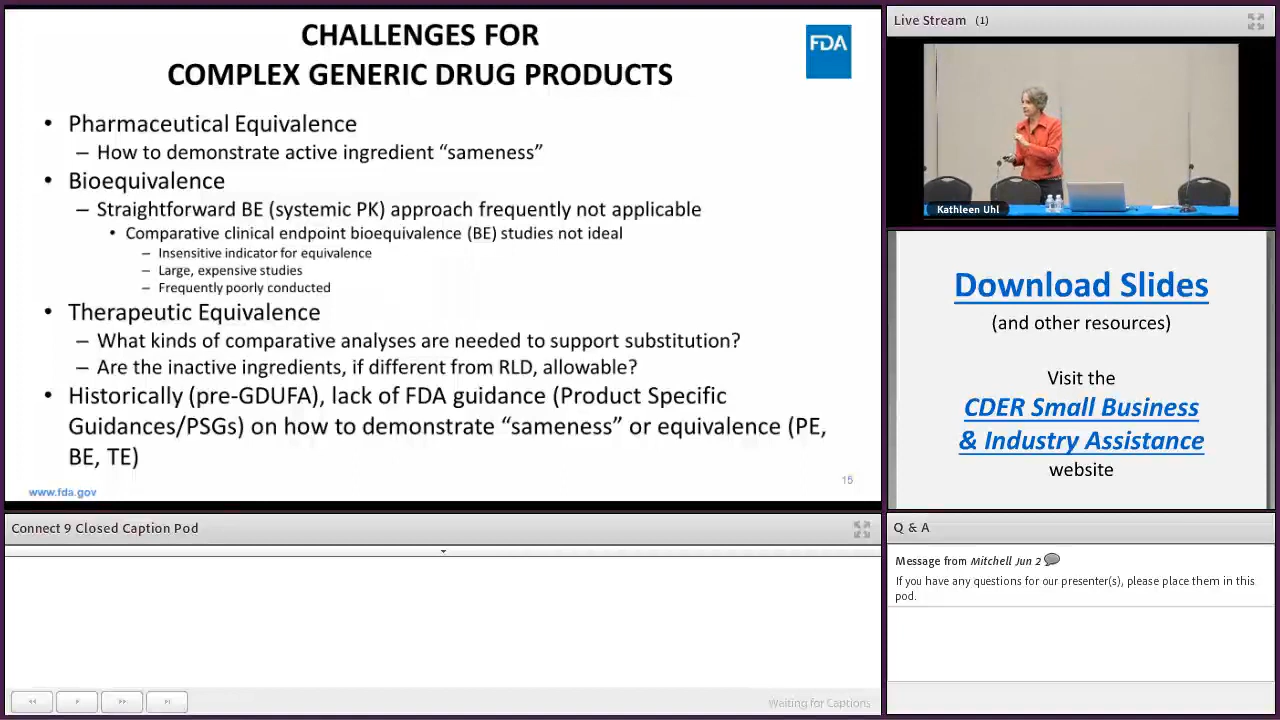 CHALLENGES FOR
COMPLEX GENERIC DRUG PRODUCTS
FDA
• Pharmaceutical Equivalence
– How to demonstrate active ingredient “sameness”
• Bioequivalence
– Straightforward BE (systemic PK) approach frequently not applicable
• Comparative clinical endpoint bioequivalence (BE) studies not ideal
– Insensitive indicator for equivalence
– Large, expensive studies
– Frequently poorly conducted
• Therapeutic Equivalence
– What kinds of comparative analyses are needed to support substitution?
– Are the inactive ingredients, if different from RLD, allowable?
• Historically (pre-GDUFA), lack of FDA guidance (Product Specific
Guidances/PSGs) on how to demonstrate “sameness” or equivalence (PE,
BE, TE)
www.fda.gov
15
Live Stream (1)
Kathleen Uhl
Download Slides
(and other resources)
Visit the
CDER Small Business
& Industry Assistance
website
Connect 9 Closed Caption Pod
Waiting for Captions
Q & A
Message from Mitchell Jun 2
If you have any questions for our presenter(s), please place them in this
pod.